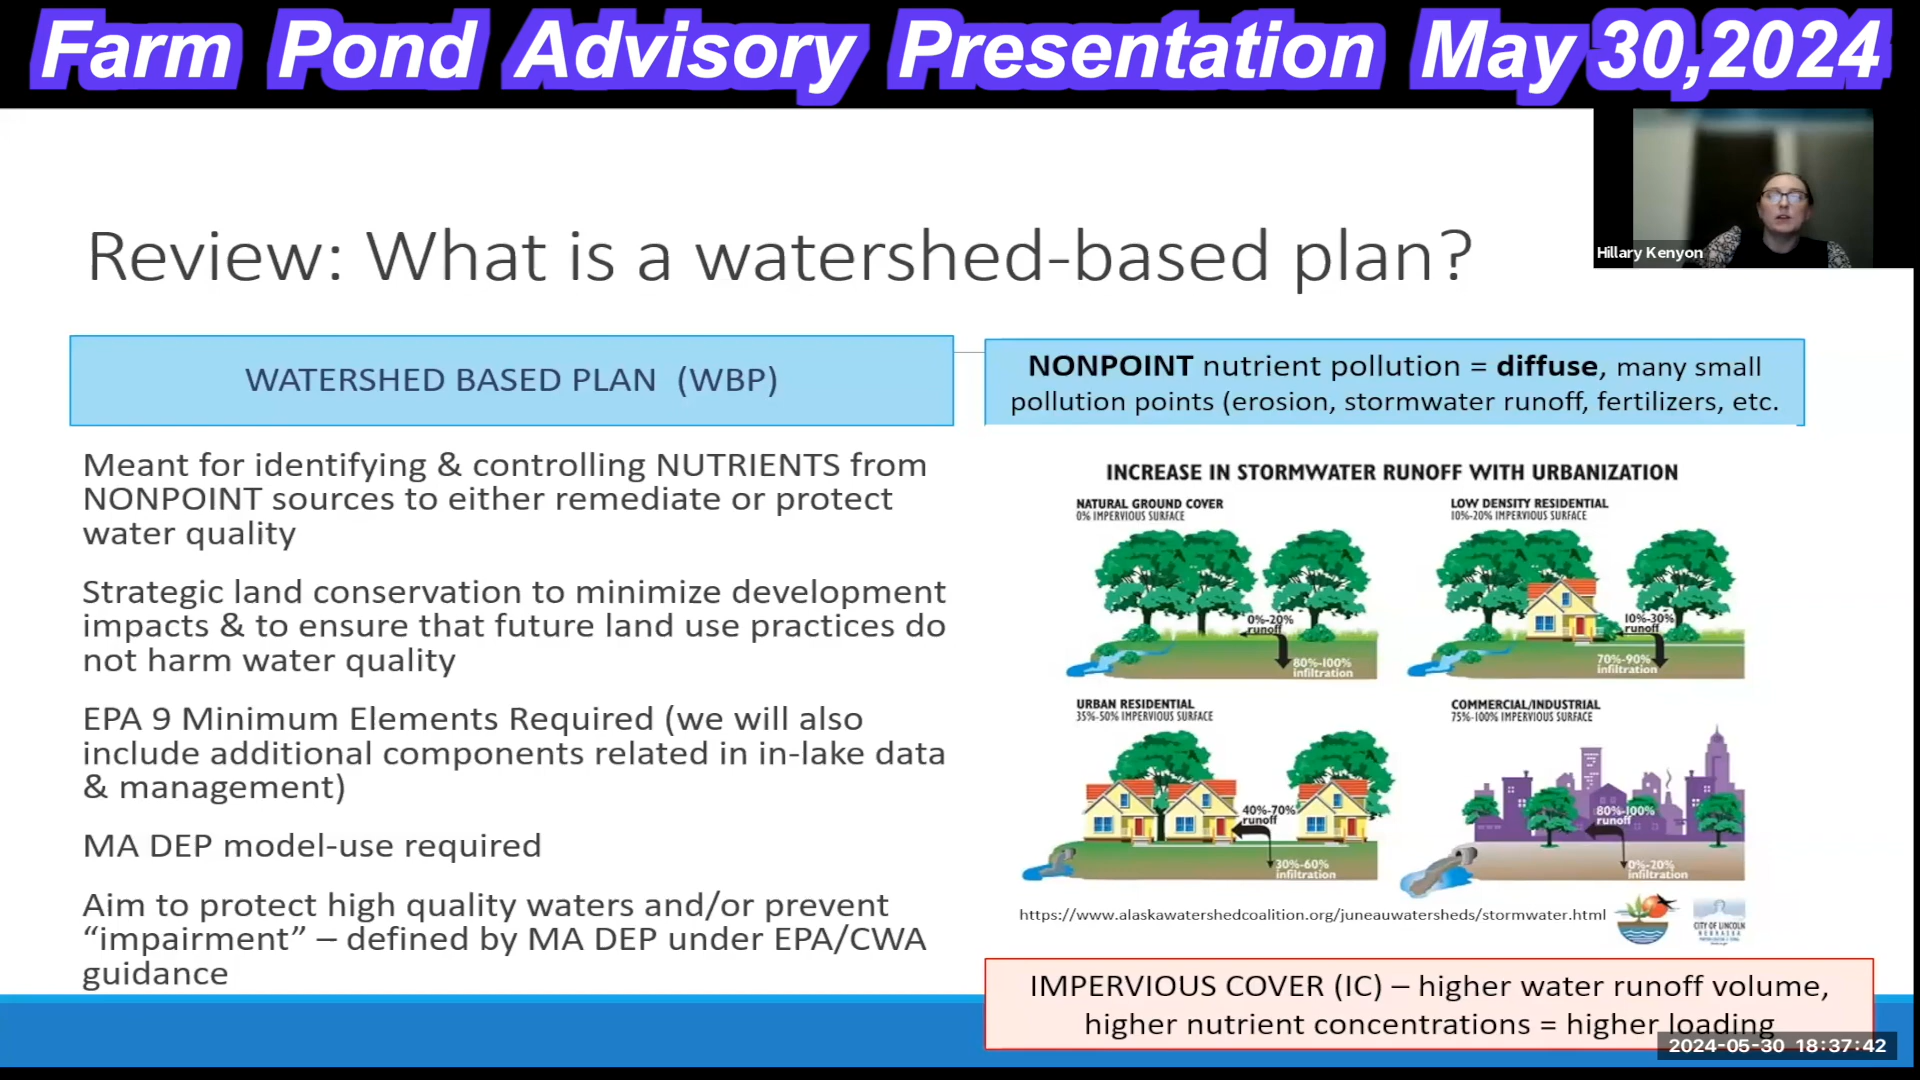 Farm Pond Advisory Presentation May 30,2024
Hillary Kenyon
Review: What is a watershed-based plan?
WATERSHED BASED PLAN (WBP)
Meant for identifying & controlling NUTRIENTS from
NONPOINT sources to either remediate or protect
water quality
Strategic land conservation to minimize development
impacts & to ensure that future land use practices do
not harm water quality
EPA 9 Minimum Elements Required (we will also
include additional components related in in-lake data
& management)
MA DEP model-use required
Aim to protect high quality waters and/or prevent
“impairment” – defined by MA DEP under EPA/CWA
guidance
NONPOINT nutrient pollution = diffuse, many small
pollution points (erosion, stormwater runoff, fertilizers, etc.
INCREASE IN STORMWATER RUNOFF WITH URBANIZATION
NATURAL GROUND COVER
0% IMPERVIOUS SURFACE
0%-20%
runoff
80%-100%
infiltration
LOW DENSITY RESIDENTIAL
10%-20% IMPERVIOUS SURFACE
10%-30%
runoff
70%-90%
infiltration
URBAN RESIDENTIAL
35%-50% IMPERVIOUS SURFACE
40%-70%
runoff
30%-60%
infiltration
COMMERCIAL/INDUSTRIAL
75%-100% IMPERVIOUS SURFACE
80%-100%
runoff
0%-20%
infiltration
https://www.alaskawatershedcoalition.org/juneauwatersheds/stormwater.html
CITY OF LINCOLN
NEBRASKA
IMPERVIOUS COVER (IC) – higher water runoff volume,
higher nutrient concentrations = higher loading
2024-05-30 18:37:42